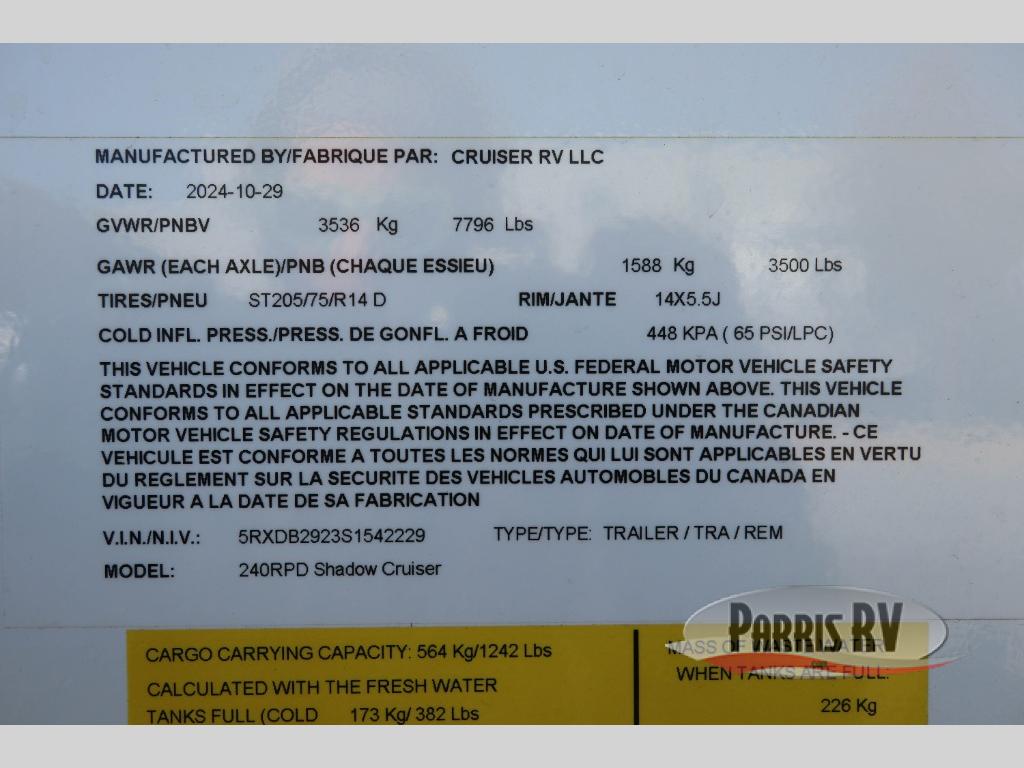 MANUFACTURED BY/FABRIQUE PAR: CRUISER RV LLC
DATE: 2024-10-29
GVWR/PNBV 3536 Kg 7796 Lbs
GAWR (EACH AXLE)/PNB (CHAQUE ESSIEU) 1588 Kg 3500 Lbs
TIRES/PNEU ST205/75/R14 D RIM/JANTE 14X5.5J
COLD INFL. PRESS./PRESS. DE GONFL. A FROID 448 KPA ( 65 PSI/LPC)
THIS VEHICLE CONFORMS TO ALL APPLICABLE U.S. FEDERAL MOTOR VEHICLE SAFETY
STANDARDS IN EFFECT ON THE DATE OF MANUFACTURE SHOWN ABOVE. THIS VEHICLE
CONFORMS TO ALL APPLICABLE STANDARDS PRESCRIBED UNDER THE CANADIAN
MOTOR VEHICLE SAFETY REGULATIONS IN EFFECT ON DATE OF MANUFACTURE. - CE
VEHICULE EST CONFORME A TOUTES LES NORMES QUI LUI SONT APPLICABLES EN VERTU
DU REGLEMENT SUR LA SECURITE DES VEHICLES AUTOMOBLES DU CANADA EN
VIGUEUR A LA DATE DE SA FABRICATION
V.I.N./N.I.V.: 5RXDB2923S1542229 TYPE/TYPE: TRAILER / TRA / REM
MODEL: 240RPD Shadow Cruiser
PARRIS RV
CARGO CARRYING CAPACITY: 564 Kg/1242 Lbs
CALCULATED WITH THE FRESH WATER
TANKS FULL (COLD 173 Kg/ 382 Lbs
MASS OF WASTE WATER
WHEN TANKS ARE FULL:
226 Kg